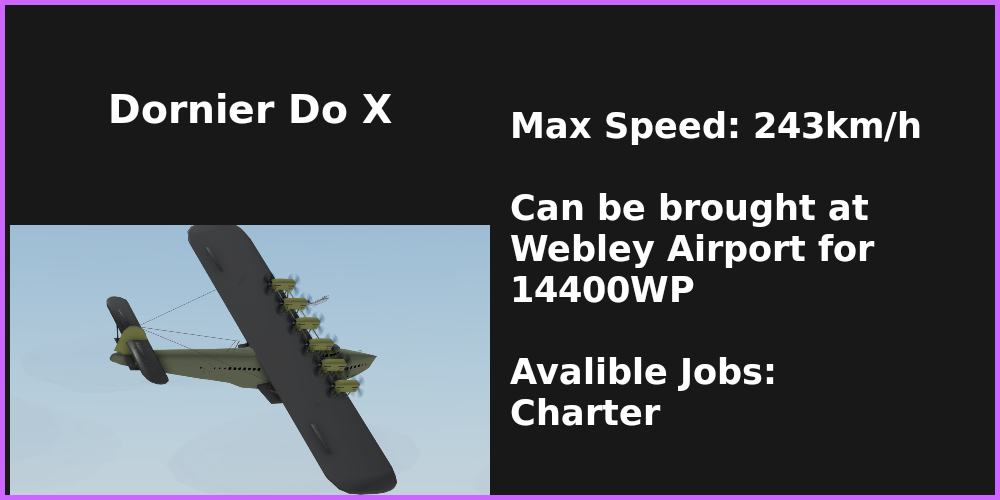 Dornier Do X
Max Speed: 243km/h
Can be brought at
Webley Airport for
14400WP
Avalible Jobs:
Charter